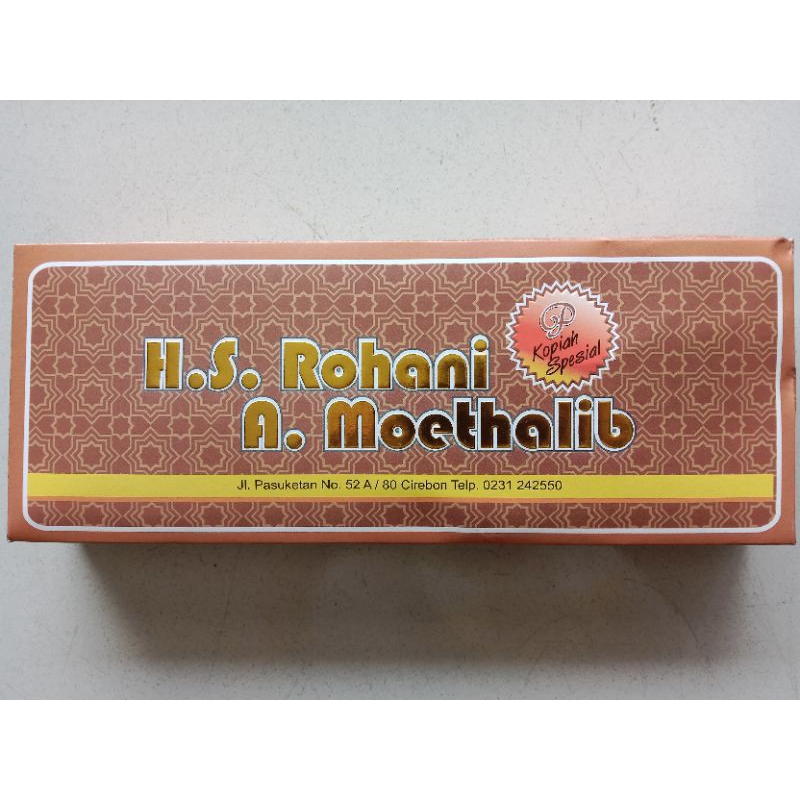 H.S. Rohani
A. Moethalib
Kopiah
Spesial
Jl. Pasuketan No. 52 A / 80 Cirebon Telp. 0231 242550